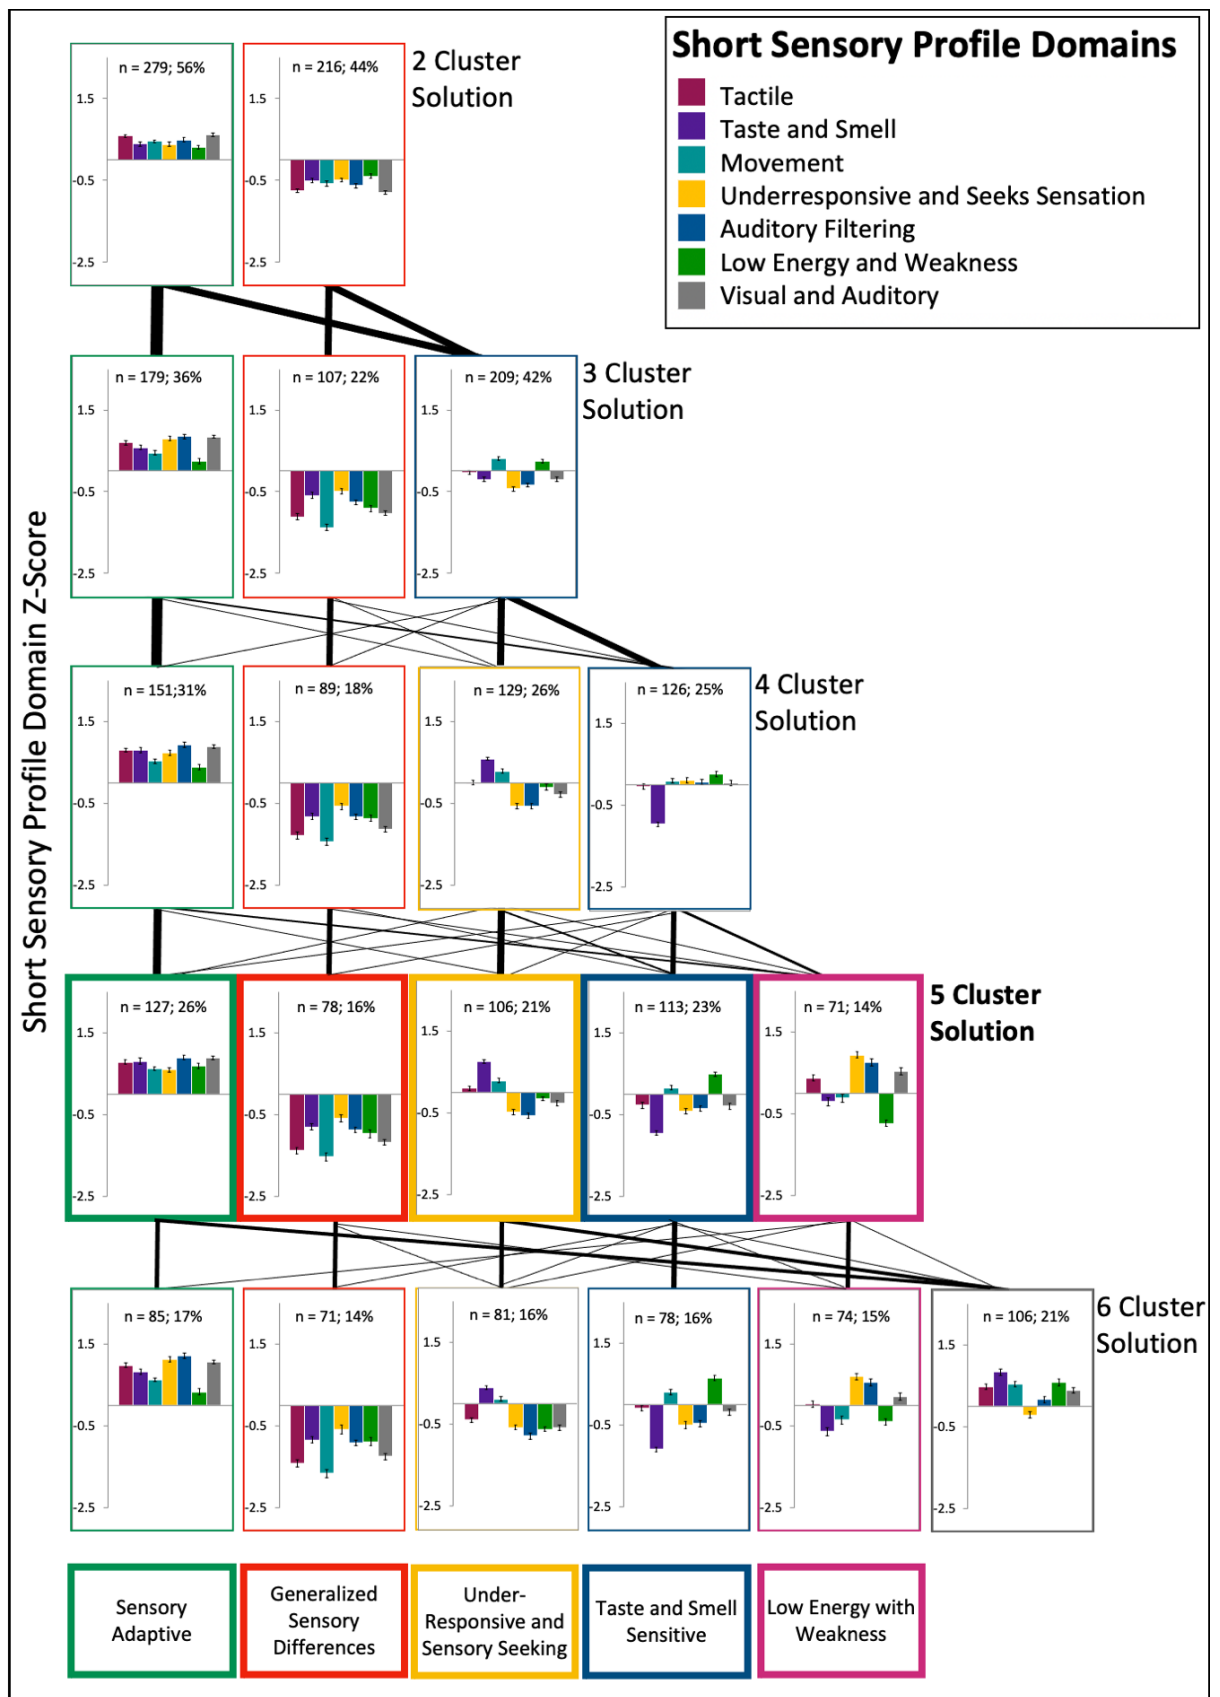 Short Sensory Profile Domains
Tactile
Taste and Smell
Movement
Underresponsive and Seeks Sensation
Auditory Filtering
Low Energy and Weakness
Visual and Auditory
Short Sensory Profile Domain Z-Score
2 Cluster
Solution
n = 279; 56%
1.5
-0.5
-2.5
n = 216; 44%
1.5
-0.5
-2.5
3 Cluster
Solution
n = 179; 36%
1.5
-0.5
-2.5
n = 107; 22%
1.5
-0.5
-2.5
n = 209; 42%
1.5
-0.5
-2.5
4 Cluster
Solution
n = 151;31%
1.5
-0.5
-2.5
n = 89; 18%
1.5
-0.5
-2.5
n = 129; 26%
1.5
-0.5
-2.5
n = 126; 25%
1.5
-0.5
-2.5
5 Cluster
Solution
n = 127; 26%
1.5
-0.5
-2.5
n = 78; 16%
1.5
-0.5
-2.5
n = 106; 21%
1.5
-0.5
-2.5
n = 113; 23%
1.5
-0.5
-2.5
n = 71; 14%
1.5
-0.5
-2.5
6 Cluster
Solution
n = 85; 17%
1.5
-0.5
-2.5
n = 71; 14%
1.5
-0.5
-2.5
n = 81; 16%
1.5
-0.5
-2.5
n = 78; 16%
1.5
-0.5
-2.5
n = 74; 15%
1.5
-0.5
-2.5
n = 106; 21%
1.5
-0.5
-2.5
Sensory
Adaptive
Generalized
Sensory
Differences
Under-
Responsive and
Sensory Seeking
Taste and Smell
Sensitive
Low Energy with
Weakness